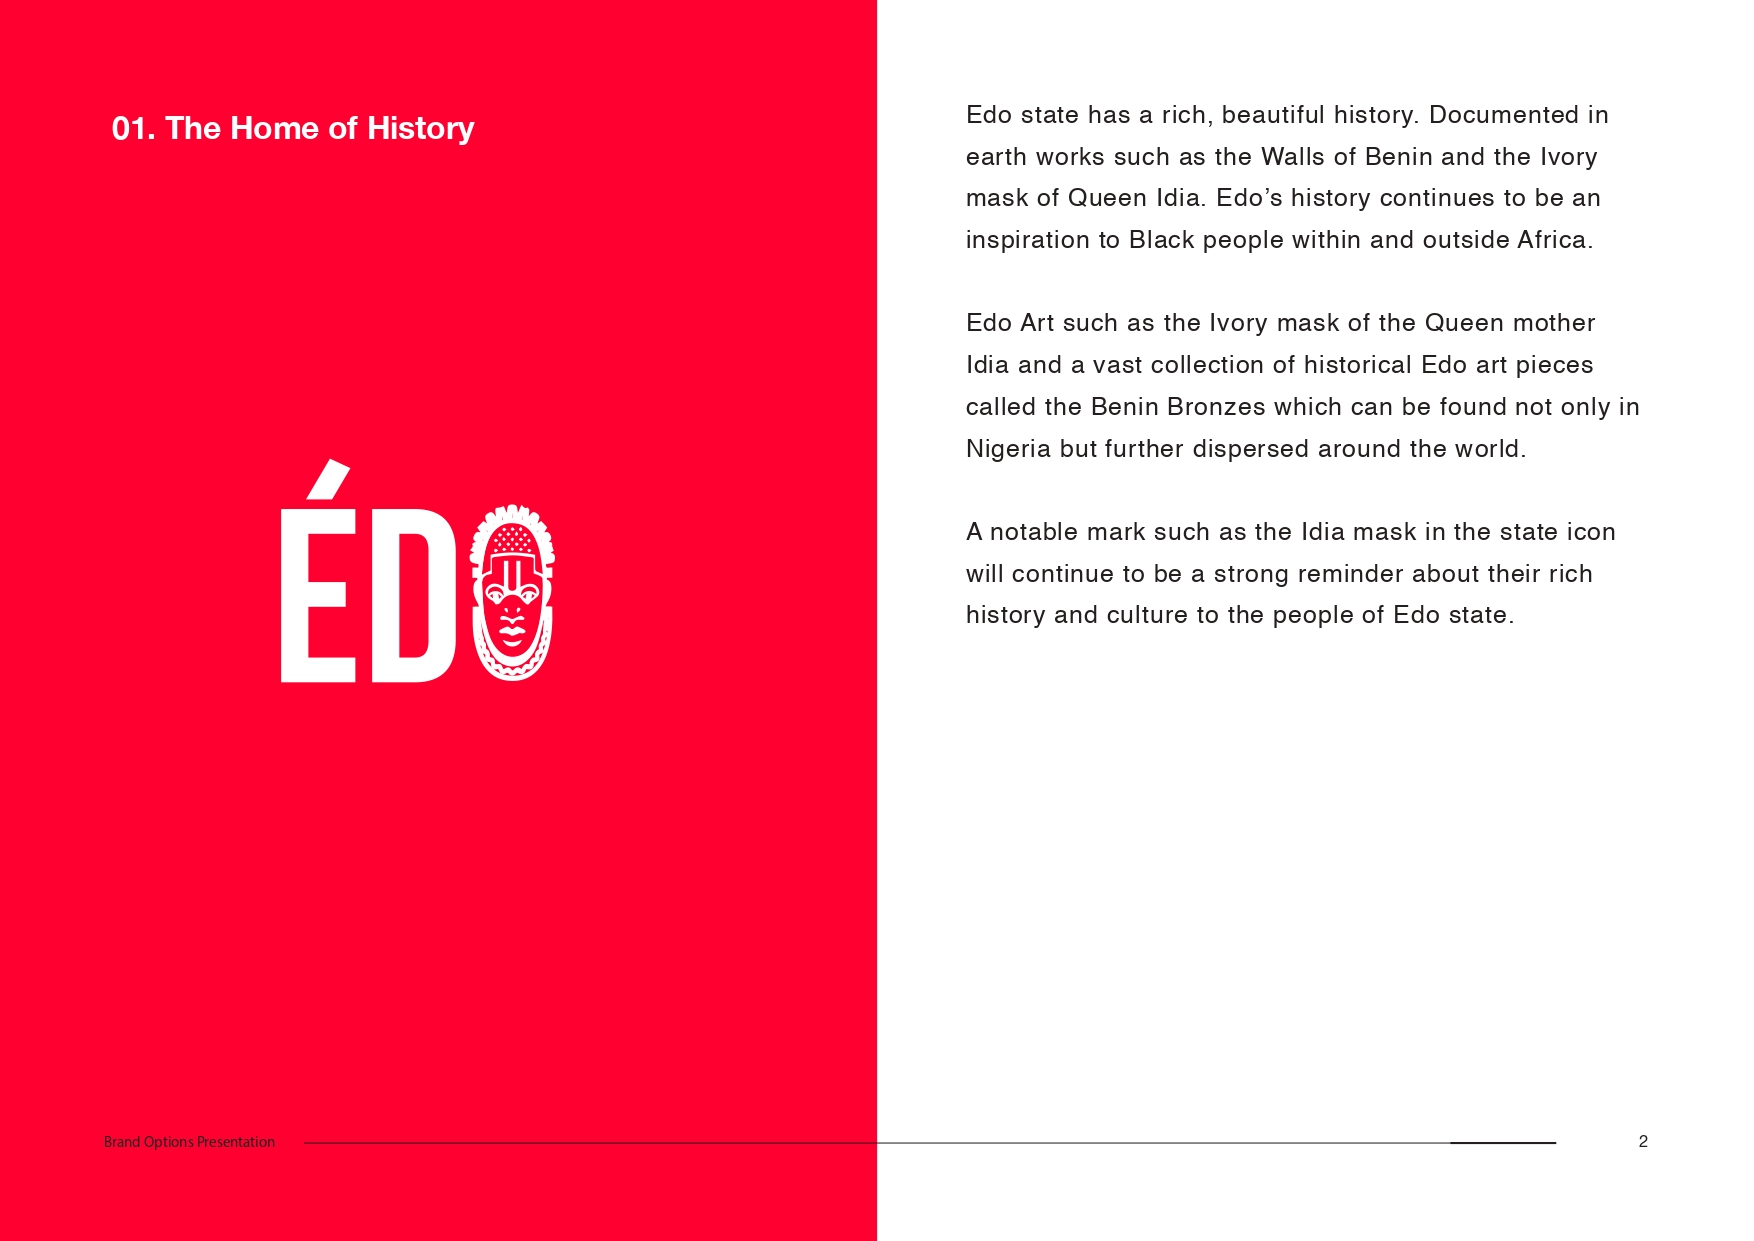 01. The Home of History
ÉDO
Edo state has a rich, beautiful history. Documented in
earth works such as the Walls of Benin and the Ivory
mask of Queen Idia. Edo’s history continues to be an
inspiration to Black people within and outside Africa.
Edo Art such as the Ivory mask of the Queen mother
Idia and a vast collection of historical Edo art pieces
called the Benin Bronzes which can be found not only in
Nigeria but further dispersed around the world.
A notable mark such as the Idia mask in the state icon
will continue to be a strong reminder about their rich
history and culture to the people of Edo state.
Brand Options Presentation
2